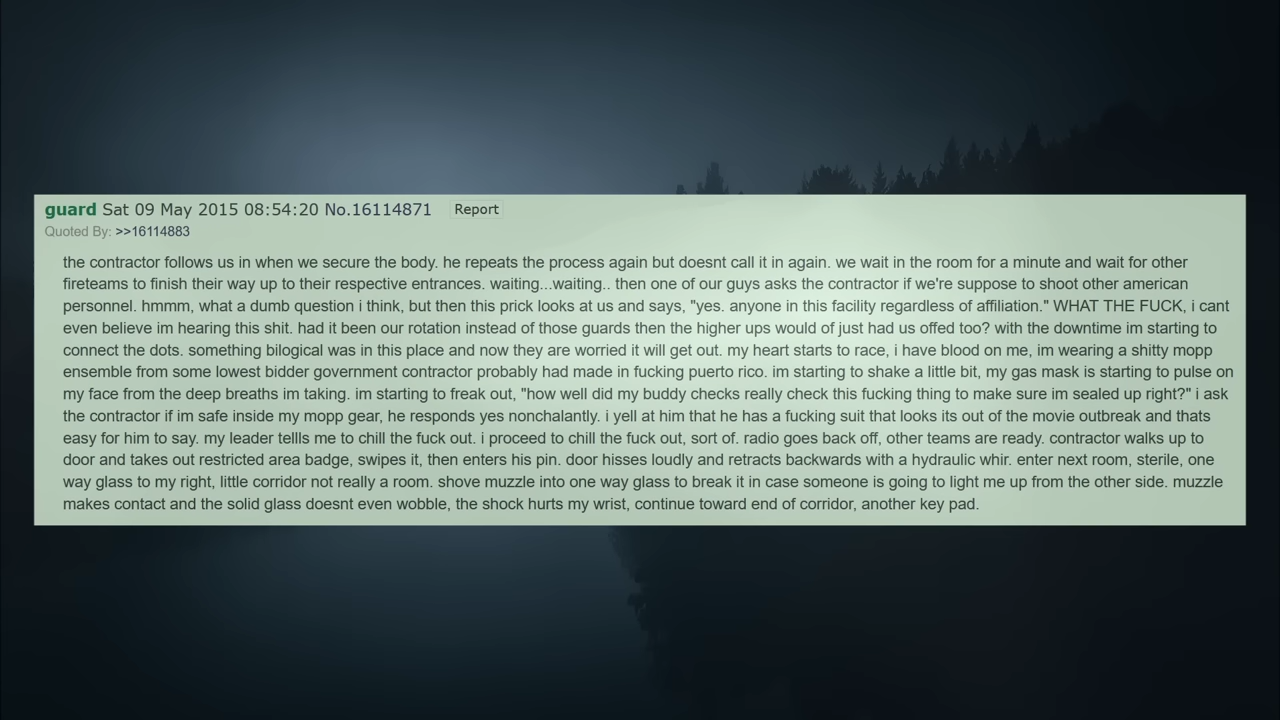 guard Sat 09 May 2015 08:54:20 No.16114871 Report
Quoted By: >>16114883
the contractor follows us in when we secure the body. he repeats the process again but doesnt call it in again. we wait in the room for a minute and wait for other
fireteams to finish their way up to their respective entrances. waiting...waiting.. then one of our guys asks the contractor if we're suppose to shoot other american
personnel. hmmm, what a dumb question i think, but then this prick looks at us and says, "yes. anyone in this facility regardless of affiliation." WHAT THE FUCK, i cant
even believe im hearing this shit. had it been our rotation instead of those guards then the higher ups would of just had us offed too? with the downtime im starting to
connect the dots. something bilogical was in this place and now they are worried it will get out. my heart starts to race, i have blood on me, im wearing a shitty mopp
ensemble from some lowest bidder government contractor probably had made in fucking puerto rico. im starting to shake a little bit, my gas mask is starting to pulse on
my face from the deep breaths im taking. im starting to freak out, "how well did my buddy checks really check this fucking thing to make sure im sealed up right?" i ask
the contractor if im safe inside my mopp gear, he responds yes nonchalantly. i yell at him that he has a fucking suit that looks its out of the movie outbreak and thats
easy for him to say. my leader tellls me to chill the fuck out. i proceed to chill the fuck out, sort of. radio goes back off, other teams are ready. contractor walks up to
door and takes out restricted area badge, swipes it, then enters his pin. door hisses loudly and retracts backwards with a hydraulic whir. enter next room, sterile, one
way glass to my right, little corridor not really a room. shove muzzle into one way glass to break it in case someone is going to light me up from the other side. muzzle
makes contact and the solid glass doesnt even wobble, the shock hurts my wrist, continue toward end of corridor, another key pad.